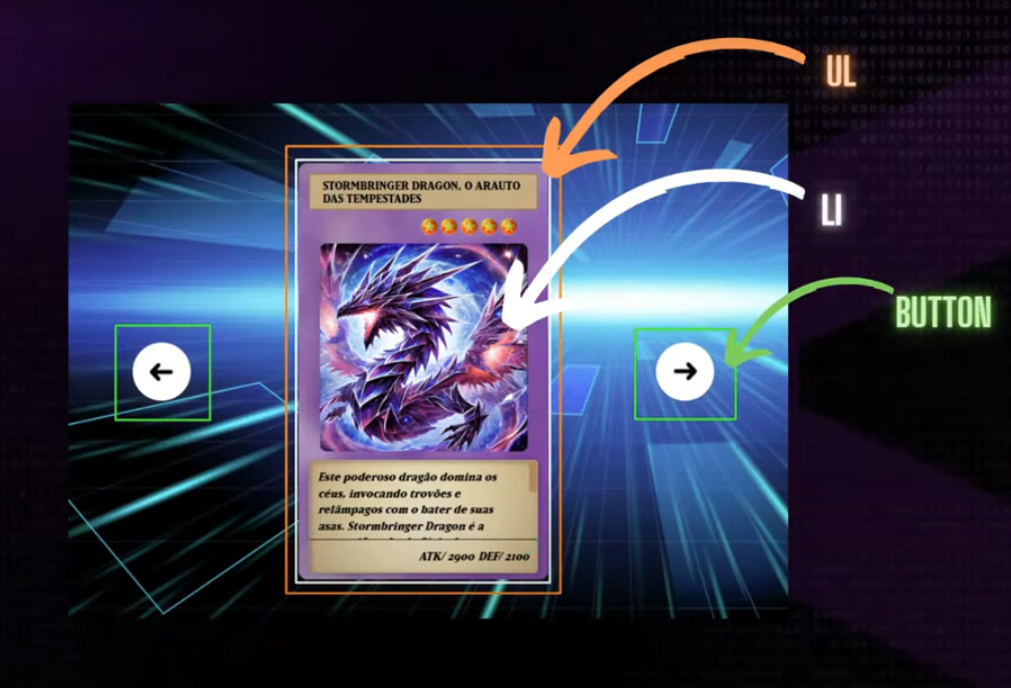 UL
STORMBRINGER DRAGON, O ARAUTO
DAS TEMPESTADES
LI
BUTTON
Este poderoso dragão domina os
céus, invocando trovões e
relâmpagos com o bater de suas
asas. Stormbringer Dragon é a
ATK/ 2900 DEF/ 2100